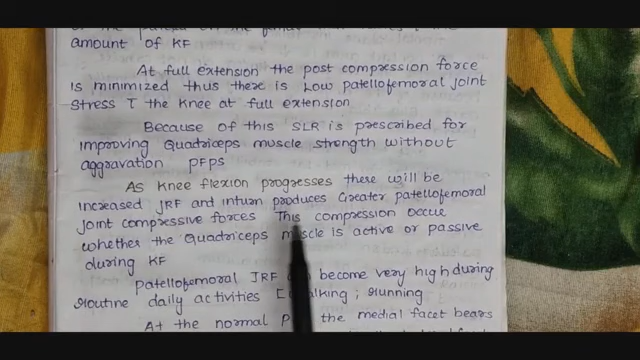 amount of KF
At full extension the post compression force
is minimized thus there is Low patellofemoral Joint
stress T the Knee at full extension
Because of this SLR is prescribed for
improving Quadriceps muscle strength without
aggravation PFPS
As Knee flexion progresses there will be
increased JRF and inturn produces Greater patellofemoral
Joint compressive forces This compression occur
whether the Quadriceps muscle is active or passive
during KF
patellofemoral JRF become very high during
routine daily activities walking ; running
At the normal the medial facet bears